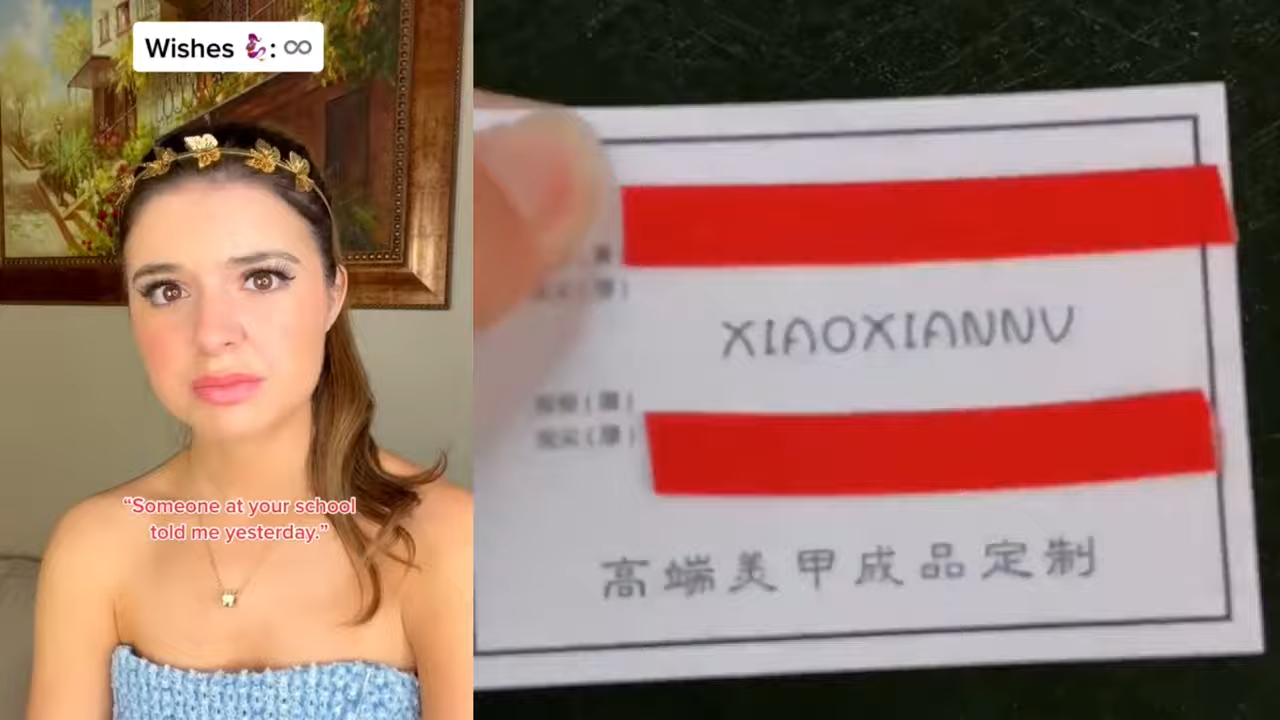 Wishes 🧞‍♀️: ∞
“Someone at your school
told me yesterday.”
XIAOXIANNV
高端美甲成品定制